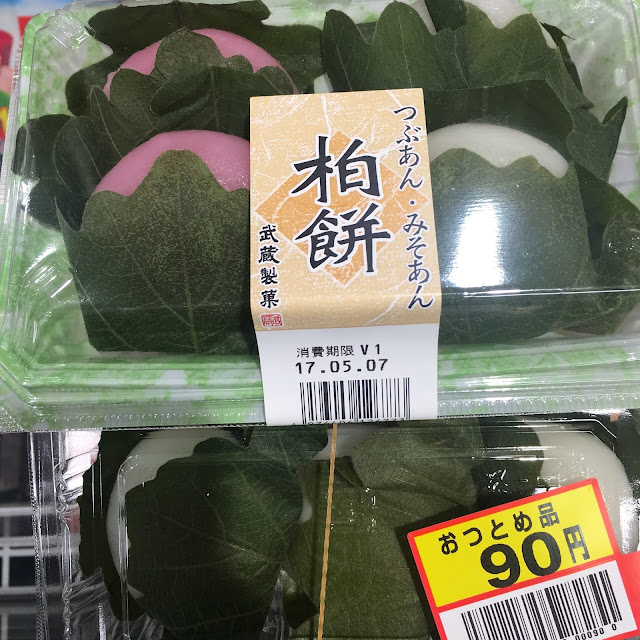 つぶあん・みそあん
柏餅
武蔵製菓
消費期限 V1
17.05.07
おつとめ品
90円